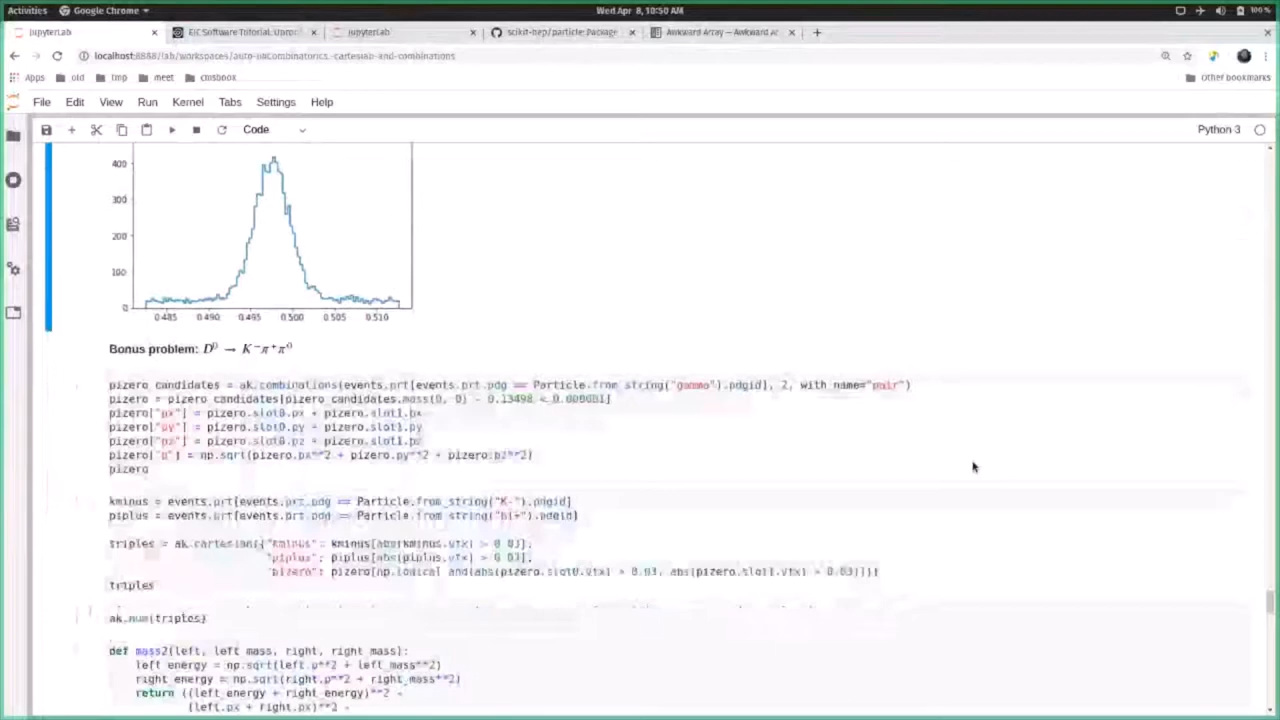 Activities Google Chrome Wed Apr 8, 10:50 AM 100 %
JupyterLab EIC Software Tutorial: Uproo JupyterLab scikit-hep/particle: Package Awkward Array — Awkward ar
Apps old tmp meet cmsbook Other bookmarks
File Edit View Run Kernel Tabs Settings Help
Code Python 3
400
300
200
100
0
0.485 0.490 0.495 0.500 0.505 0.510
Bonus problem: D⁰ → K⁻π⁺π⁰
pizero_candidates = ak.combinations(events.prt[events.prt.pdg == Particle.from_string("gamma").pdgid], 2, with_name="pair")
pizero = pizero_candidates[pizero_candidates.mass(0, 0) - 0.13498 < 0.000001]
pizero["px"] = pizero.slot0.px + pizero.slot1.px
pizero["py"] = pizero.slot0.py + pizero.slot1.py
pizero["pz"] = pizero.slot0.pz + pizero.slot1.pz
pizero["p"] = np.sqrt(pizero.px**2 + pizero.py**2 + pizero.pz**2)
pizero
kminus = events.prt[events.prt.pdg == Particle.from_string("K-").pdgid]
piplus = events.prt[events.prt.pdg == Particle.from_string("pi+").pdgid]
triples = ak.cartesian({"kminus": kminus[abs(kminus.vtx) > 0.03],
"piplus": piplus[abs(piplus.vtx) > 0.03],
"pizero": pizero[np.logical_and(abs(pizero.slot0.vtx) > 0.03, abs(pizero.slot1.vtx) > 0.03)]})
triples
ak.num(triples)
def mass2(left, left_mass, right, right_mass):
left_energy = np.sqrt(left.p**2 + left_mass**2)
right_energy = np.sqrt(right.p**2 + right_mass**2)
return ((left_energy + right_energy)**2 -
(left.px + right.px)**2 -